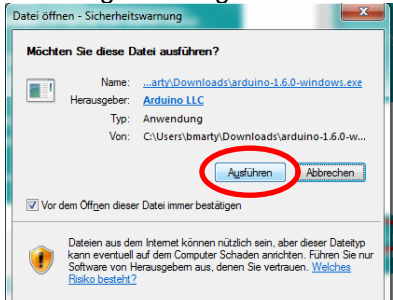 Datei öffnen - Sicherheitswarnung
Möchten Sie diese Datei ausführen?
Name: ...arty\Downloads\arduino-1.6.0-windows.exe
Herausgeber: Arduino LLC
Typ: Anwendung
Von: C:\Users\bmarty\Downloads\arduino-1.6.0-w...
Ausführen Abbrechen
Vor dem Öffnen dieser Datei immer bestätigen
Dateien aus dem Internet können nützlich sein, aber dieser Dateityp
kann eventuell auf dem Computer Schaden anrichten. Führen Sie nur
Software von Herausgebern aus, denen Sie vertrauen. Welches
Risiko besteht?